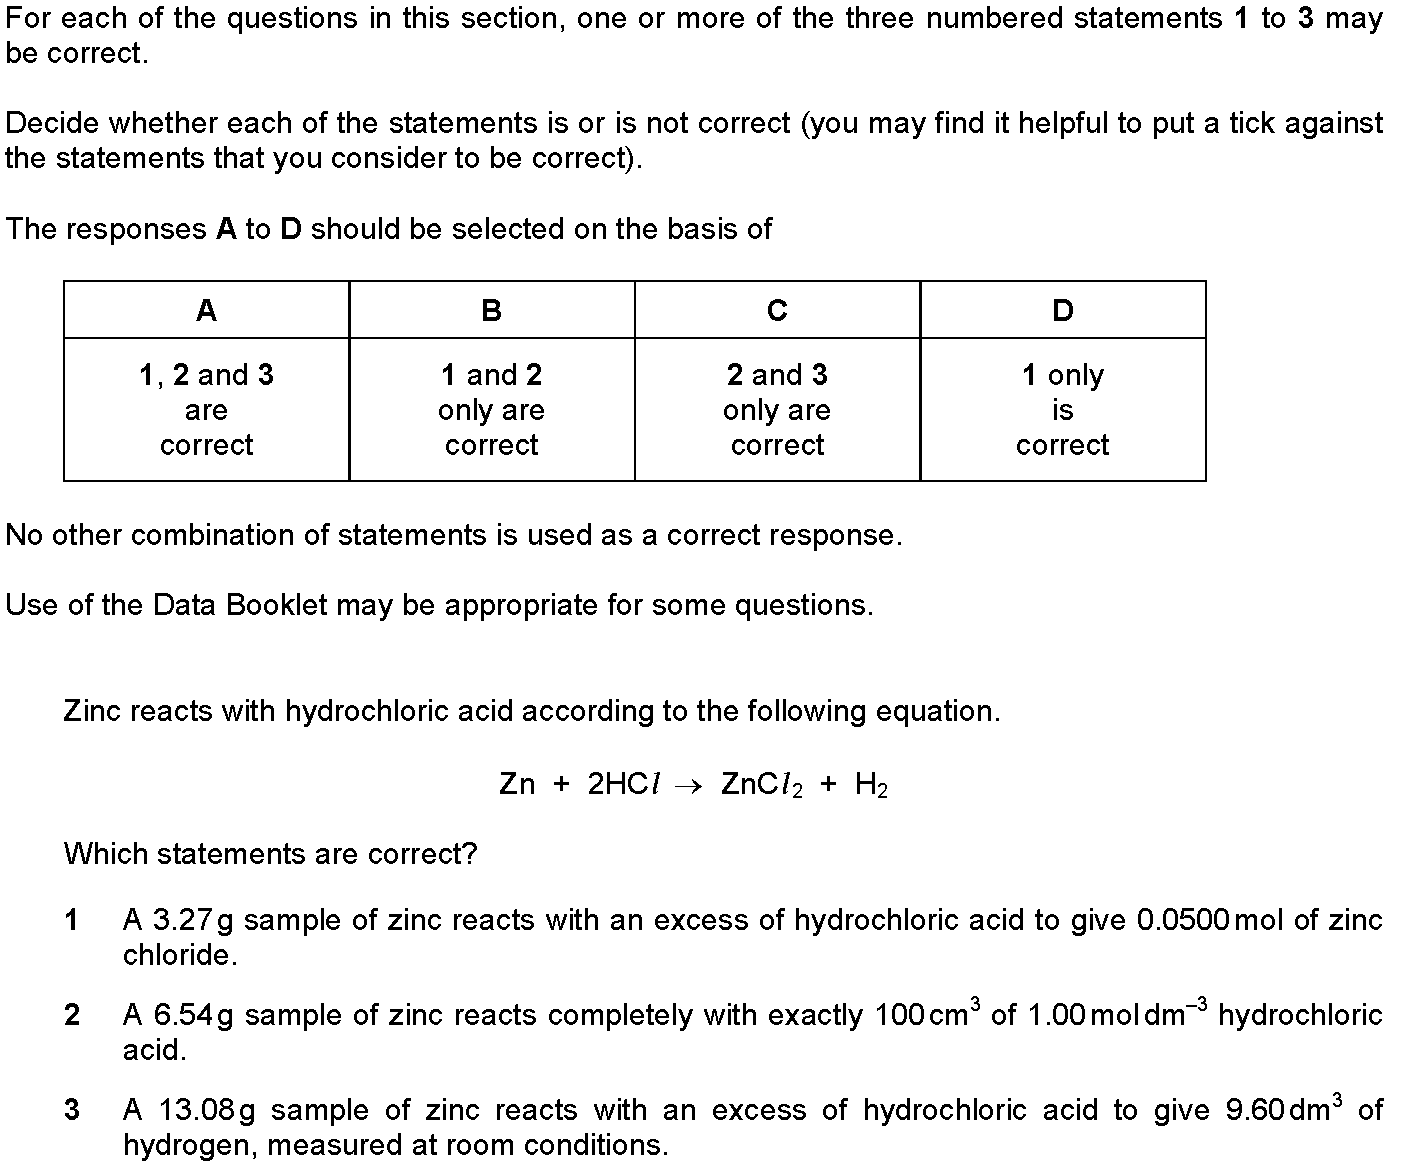 For each of the questions in this section, one or more of the three numbered statements 1 to 3 may
be correct.
Decide whether each of the statements is or is not correct (you may find it helpful to put a tick against
the statements that you consider to be correct).
The responses A to D should be selected on the basis of
A B C D
1, 2 and 3 1 and 2 2 and 3 1 only
are only are only are is
correct correct correct correct
No other combination of statements is used as a correct response.
Use of the Data Booklet may be appropriate for some questions.
Zinc reacts with hydrochloric acid according to the following equation.
Zn + 2HCl → ZnCl₂ + H₂
Which statements are correct?
1 A 3.27 g sample of zinc reacts with an excess of hydrochloric acid to give 0.0500 mol of zinc
chloride.
2 A 6.54 g sample of zinc reacts completely with exactly 100 cm³ of 1.00 mol dm⁻³ hydrochloric
acid.
3 A 13.08 g sample of zinc reacts with an excess of hydrochloric acid to give 9.60 dm³ of
hydrogen, measured at room conditions.